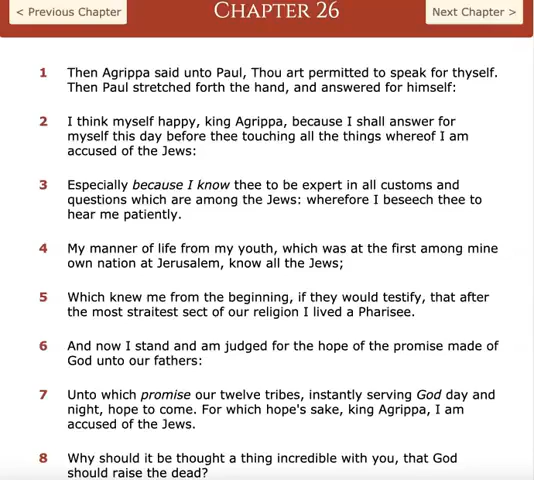 < Previous Chapter
Chapter 26
Next Chapter >
1 Then Agrippa said unto Paul, Thou art permitted to speak for thyself.
Then Paul stretched forth the hand, and answered for himself:
2 I think myself happy, king Agrippa, because I shall answer for
myself this day before thee touching all the things whereof I am
accused of the Jews:
3 Especially because I know thee to be expert in all customs and
questions which are among the Jews: wherefore I beseech thee to
hear me patiently.
4 My manner of life from my youth, which was at the first among mine
own nation at Jerusalem, know all the Jews;
5 Which knew me from the beginning, if they would testify, that after
the most straitest sect of our religion I lived a Pharisee.
6 And now I stand and am judged for the hope of the promise made of
God unto our fathers:
7 Unto which promise our twelve tribes, instantly serving God day and
night, hope to come. For which hope's sake, king Agrippa, I am
accused of the Jews.
8 Why should it be thought a thing incredible with you, that God
should raise the dead?